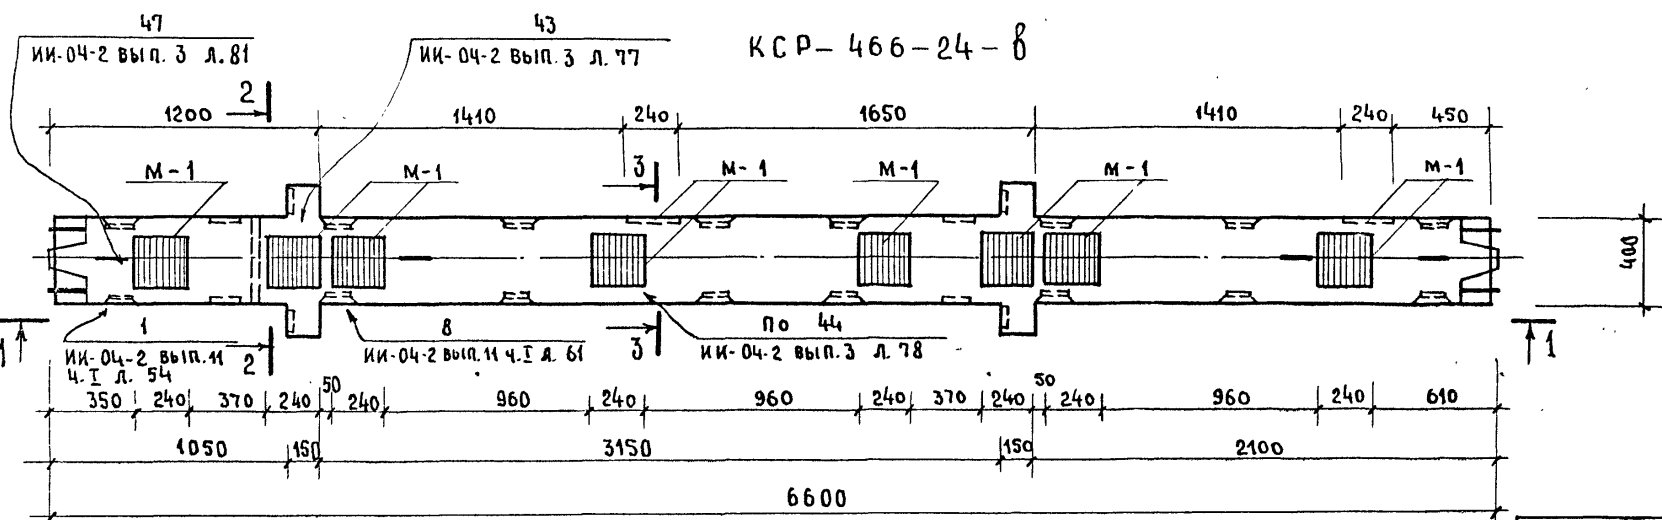 КСР-466-24-в
47
ИИ-04-2 ВЫП. 3 Л. 81
43
ИИ-04-2 ВЫП. 3 Л. 77
2
1200 1410 240 1650 1410 240 450
3
М-1 М-1 М-1 М-1 М-1 М-1
400
1
ИИ-04-2 ВЫП. 11
Ч. I Л. 54
8
ИИ-04-2 ВЫП. 11 Ч. I Л. 61
ПО 44
ИИ-04-2 ВЫП. 3 Л. 78
1 2 3 1
350 240 370 240 50 240 960 240 960 240 370 240 50 240 960 240 610
1050 150 3150 150 2100
6600